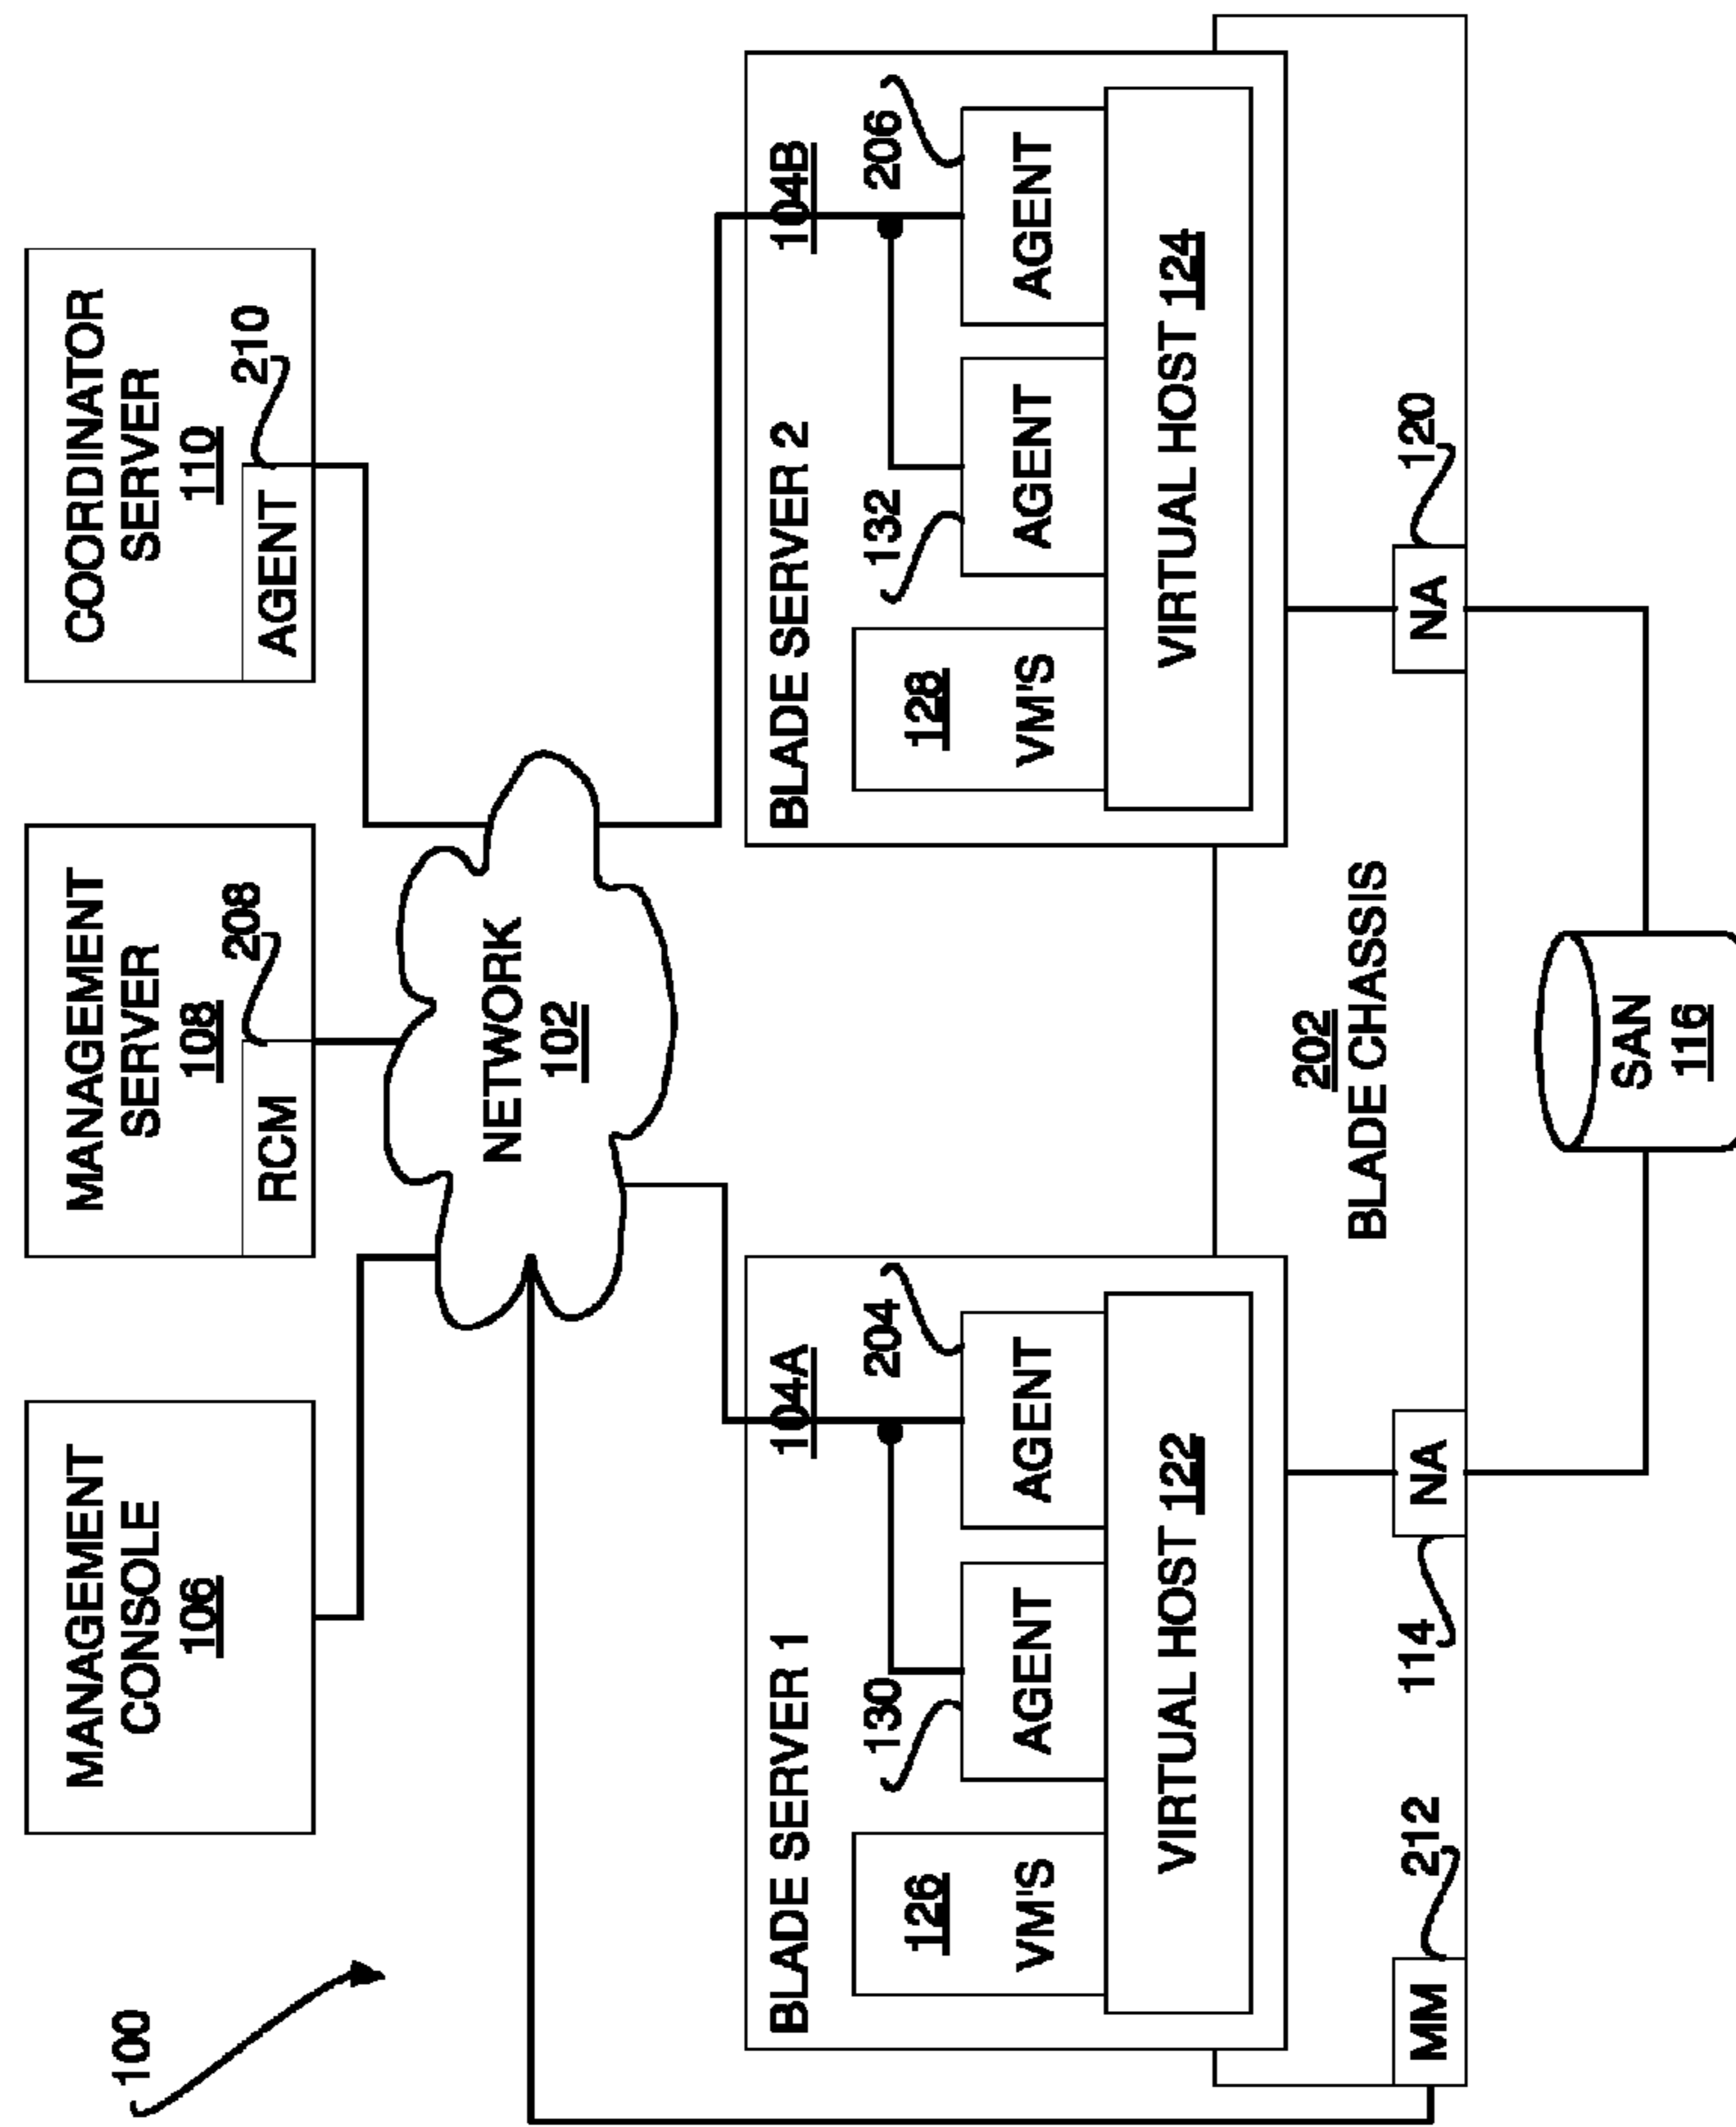 100
MANAGEMENT
CONSOLE
106
MANAGEMENT
SERVER
108
RCM
208
COORDINATOR
SERVER
110
AGENT
210
NETWORK
102
BLADE SERVER 1
104A
130
204
126
VM'S
AGENT
AGENT
VIRTUAL HOST 122
BLADE SERVER 2
104B
132
206
128
VM'S
AGENT
AGENT
VIRTUAL HOST 124
202
BLADE CHASSIS
MM
212
114
NA
NA
120
SAN
116